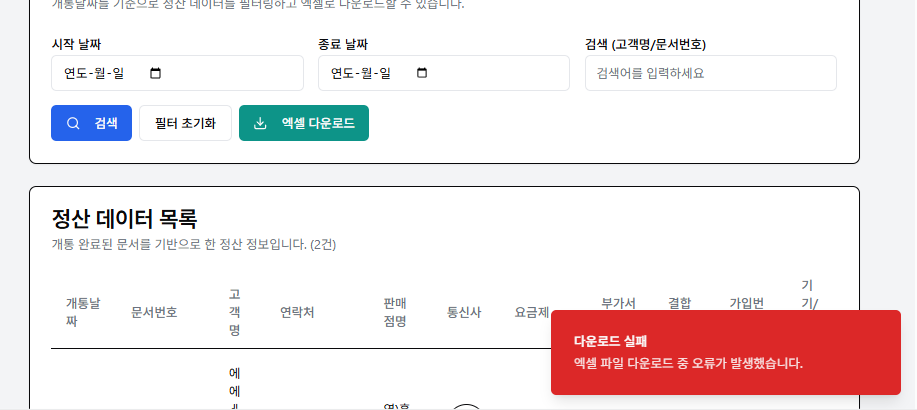 개통날짜를 기준으로 정산 데이터를 필터링하고 엑셀로 다운로드할 수 있습니다.
시작 날짜
종료 날짜
검색 (고객명/문서번호)
연도-월-일
연도-월-일
검색어를 입력하세요
검색
필터 초기화
엑셀 다운로드
정산 데이터 목록
개통 완료된 문서를 기반으로 한 정산 정보입니다. (2건)
개통날
짜
문서번호
고
객
명
연락처
판매
점명
통신사
요금제
부가서
결합
가입번
기
기/
에
에
다운로드 실패
엑셀 파일 다운로드 중 오류가 발생했습니다.